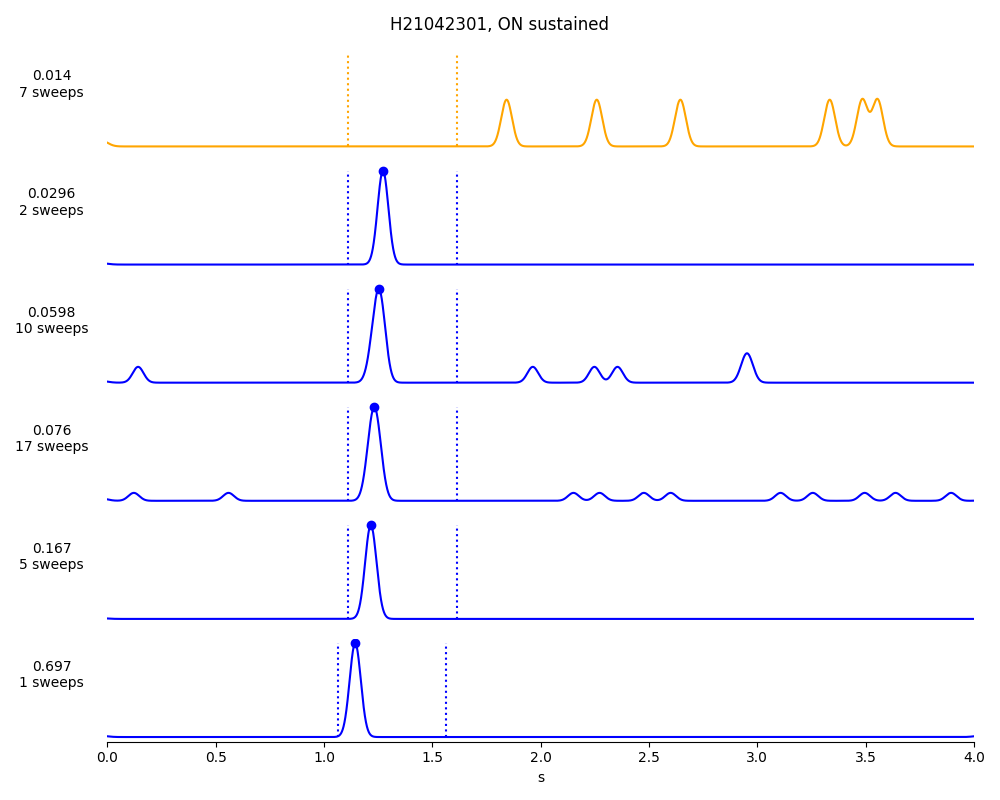 H21042301, ON sustained
0.014
7 sweeps
0.0296
2 sweeps
0.0598
10 sweeps
0.076
17 sweeps
0.167
5 sweeps
0.697
1 sweeps
0.0 0.5 1.0 1.5 2.0 2.5 3.0 3.5 4.0
s